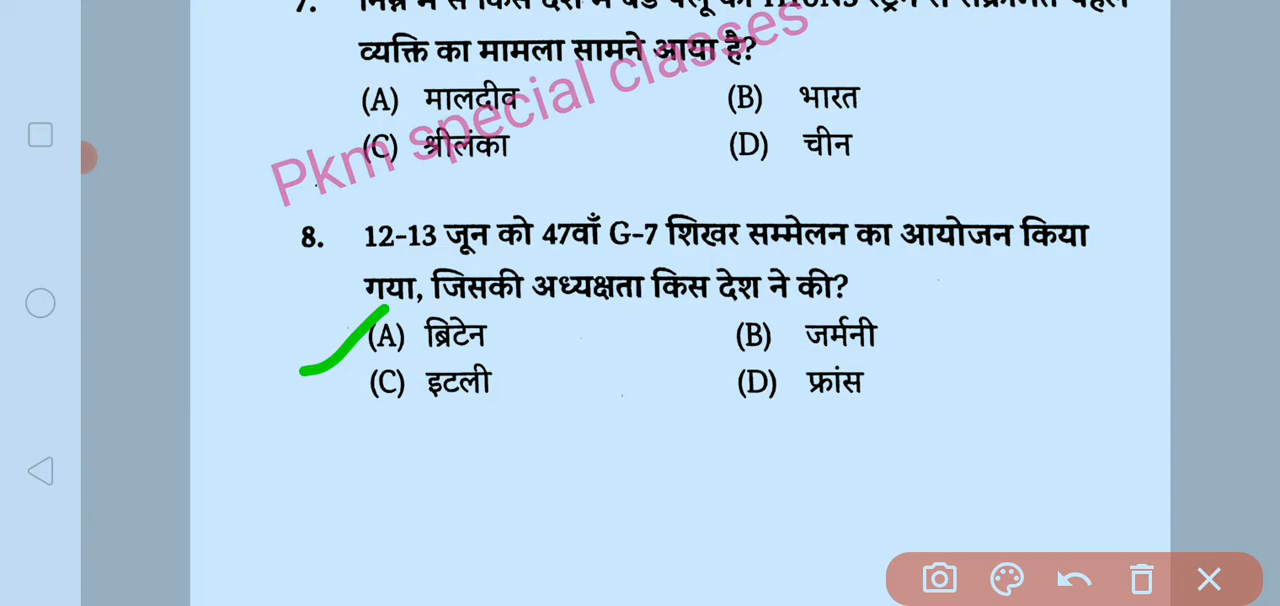 7.
व्यक्ति का मामला सामने आया है?
(A) मालदीव (B) भारत
(C) श्रीलंका (D) चीन
Pkm special classes
8. 12-13 जून को 47वाँ G-7 शिखर सम्मेलन का आयोजन किया
गया, जिसकी अध्यक्षता किस देश ने की?
(A) ब्रिटेन (B) जर्मनी
(C) इटली (D) फ्रांस